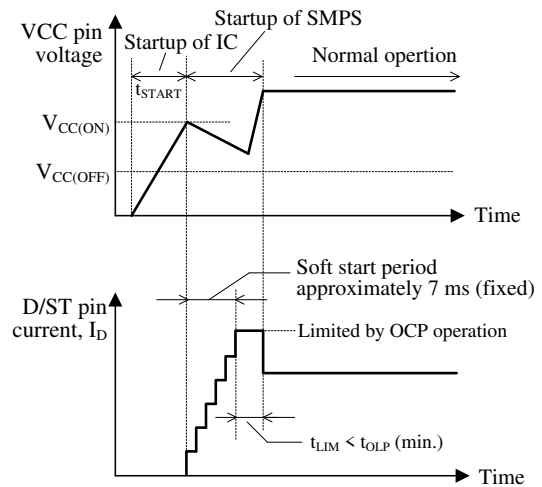 VCC pin
voltage
Startup of IC
Startup of SMPS
Normal opertion
tSTART
VCC(ON)
VCC(OFF)
Time
Soft start period
approximately 7 ms (fixed)
D/ST pin
current, ID
Limited by OCP operation
tLIM < tOLP (min.)
Time